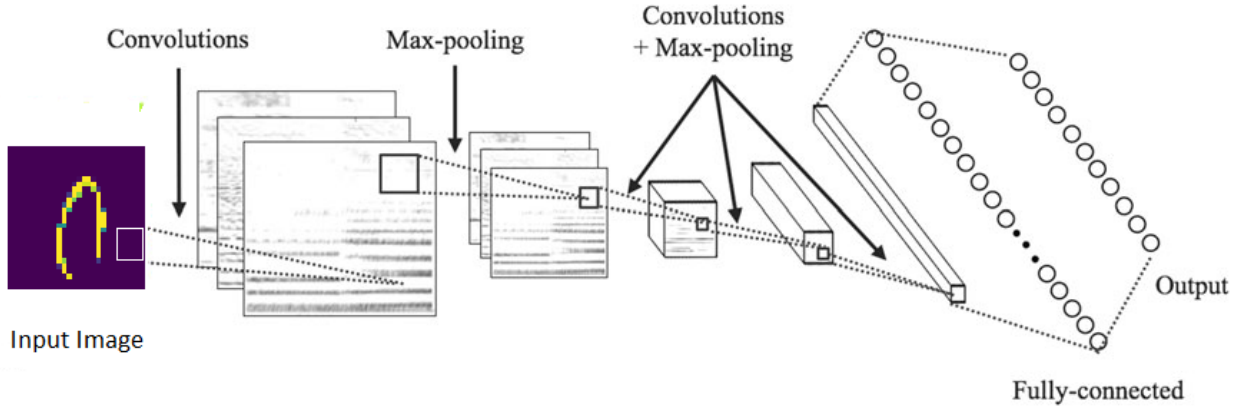 Convolutions
Max-pooling
Convolutions
+ Max-pooling
Input Image
Output
Fully-connected